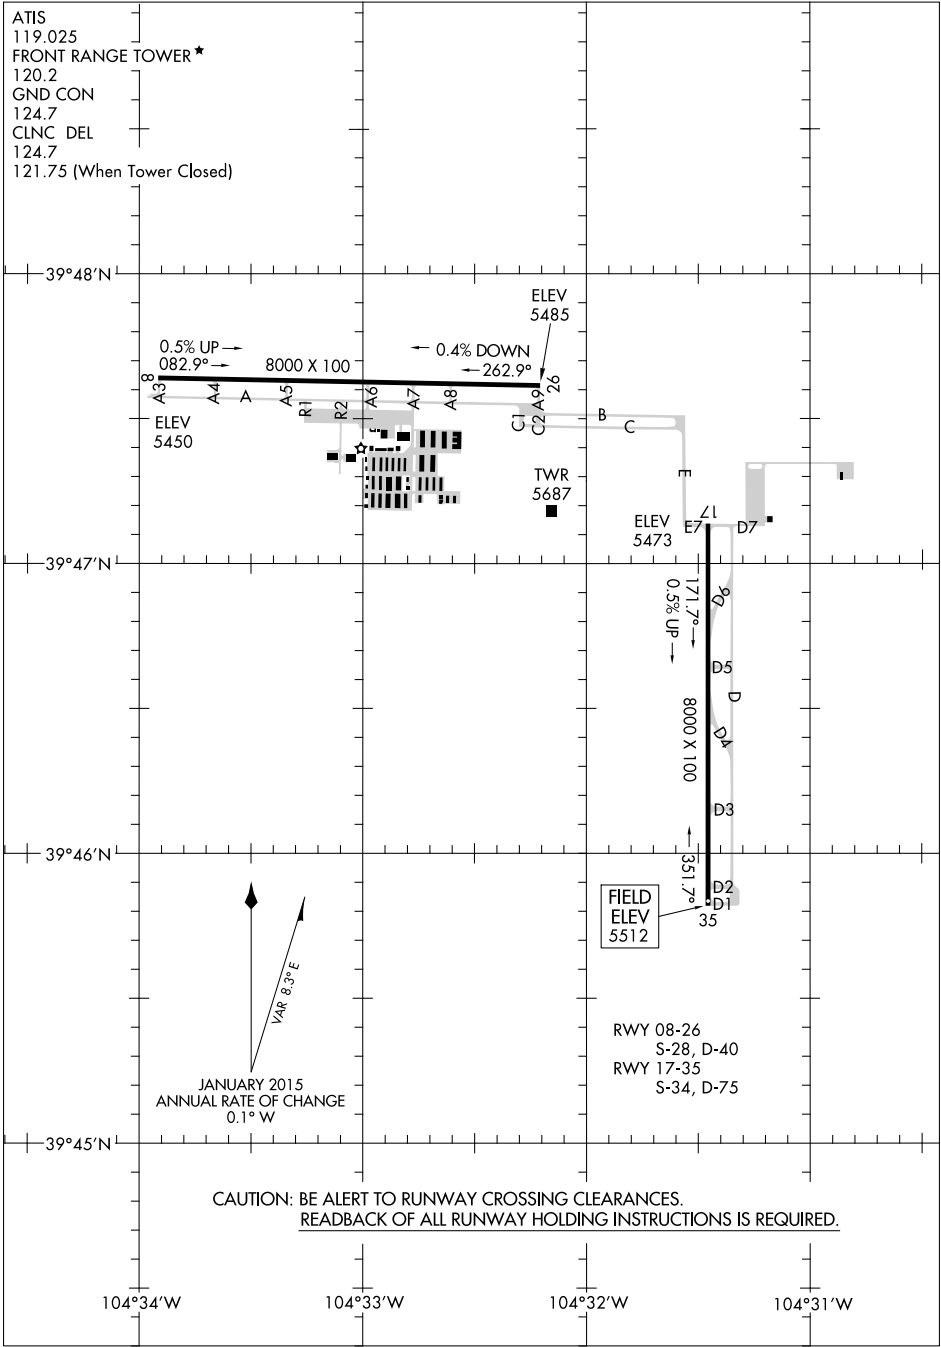 ATIS
119.025
FRONT RANGE TOWER★
120.2
GND CON
124.7
CLNC DEL
124.7
121.75 (When Tower Closed)
39°48'N
ELEV
5485
0.5% UP →
← 0.4% DOWN
082.9° →
8000 X 100
← 262.9°
8
26
A3
A4
A
A5
A6
A7
A8
A9
R1
R2
C1
C2
B
C
ELEV
5450
E
TWR
5687
ELEV
5473
E7
17
D7
39°47'N
171.7° →
0.5% UP →
D6
D5
D
8000 X 100
D4
D3
39°46'N
← 351.7°
D2
D1
35
FIELD
ELEV
5512
VAR 8.3° E
JANUARY 2015
ANNUAL RATE OF CHANGE
0.1° W
RWY 08-26
S-28, D-40
RWY 17-35
S-34, D-75
39°45'N
CAUTION: BE ALERT TO RUNWAY CROSSING CLEARANCES.
READBACK OF ALL RUNWAY HOLDING INSTRUCTIONS IS REQUIRED.
104°34'W
104°33'W
104°32'W
104°31'W